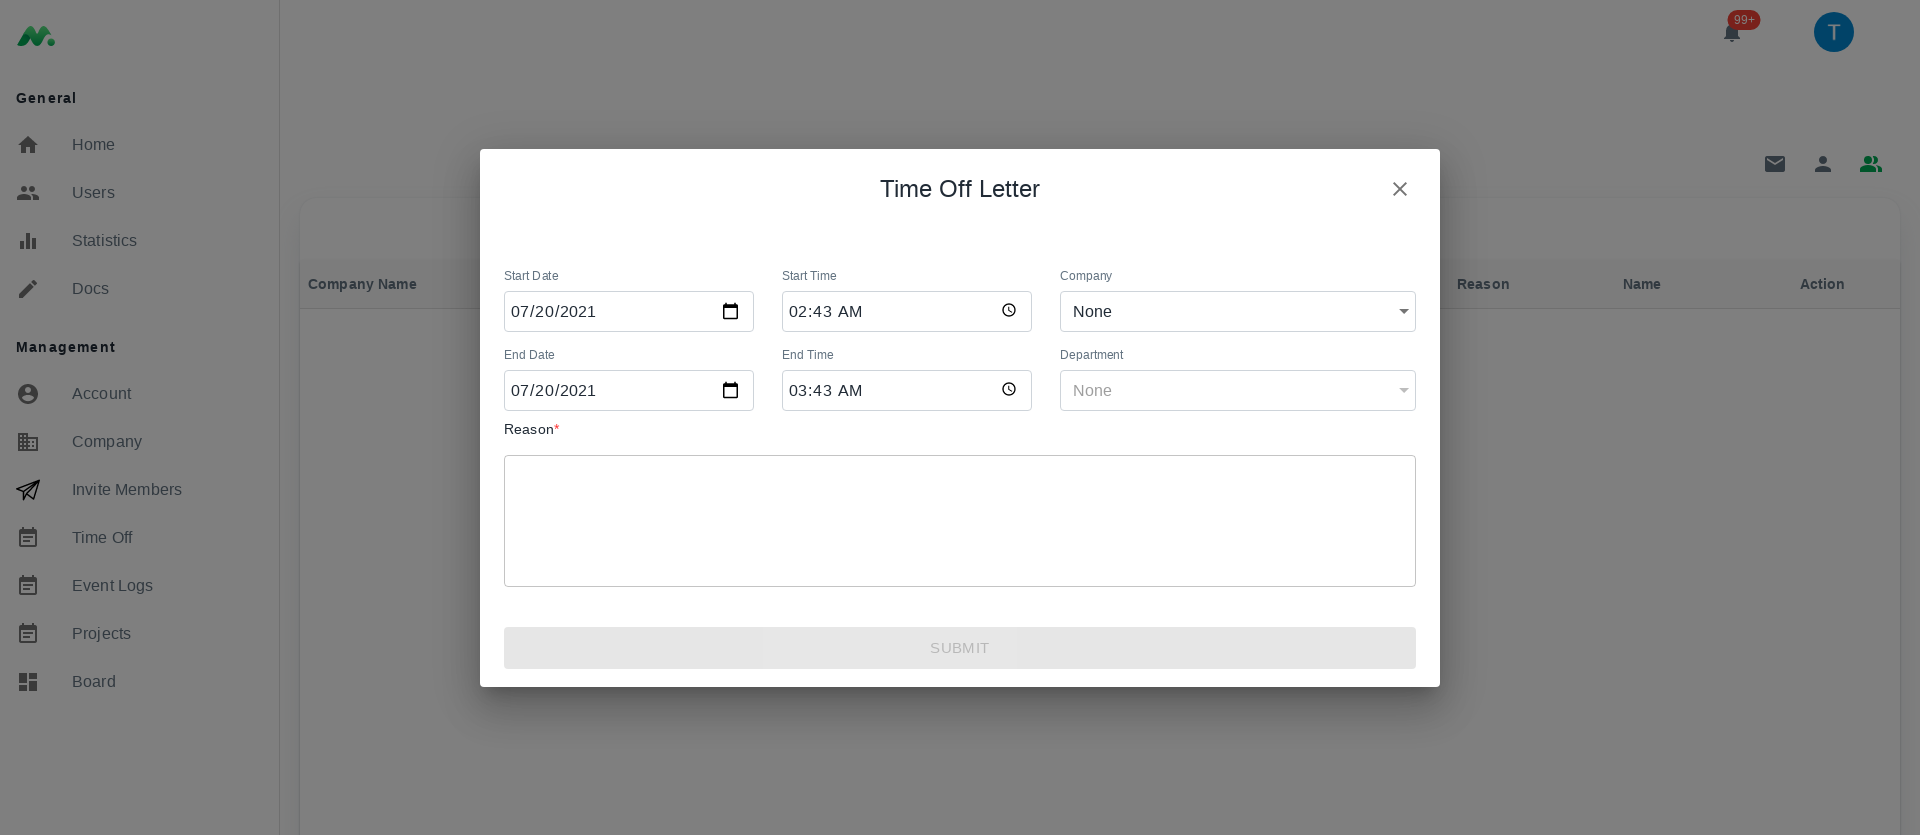 99+
T
General
Home
Users
Statistics
Docs
Management
Account
Company
Invite Members
Time Off
Event Logs
Projects
Board
Company Name
Reason
Name
Action
Time Off Letter
Start Date
Start Time
Company
07/20/2021
02:43 AM
None
End Date
End Time
Department
07/20/2021
03:43 AM
None
Reason*
SUBMIT